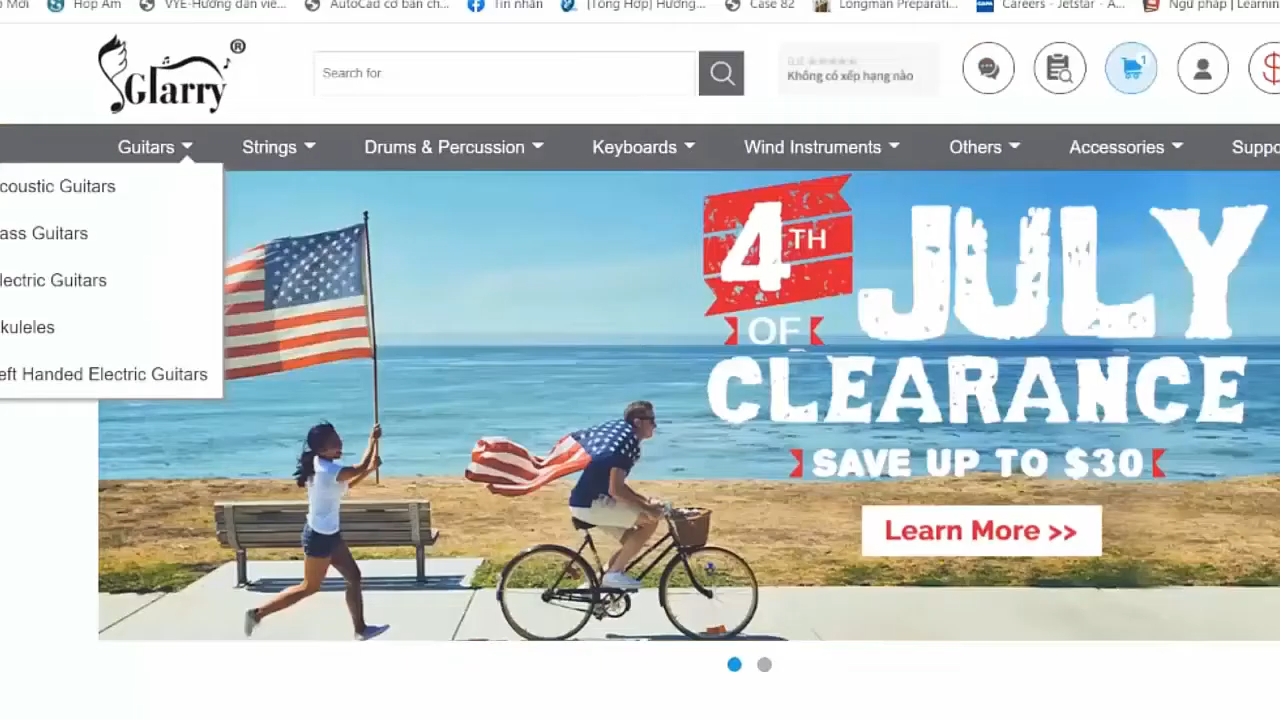 Mới
Hợp Âm
VYE-Hướng dẫn viê...
AutoCad cơ bản ch...
Tin nhắn
[Tổng Hợp] Hướng...
Case 82
Longman Preparati...
Careers - Jetstar - A...
Ngữ pháp | Learnin
Glarry ®
Search for
Không có xếp hạng nào
1
$
Guitars
Strings
Drums & Percussion
Keyboards
Wind Instruments
Others
Accessories
Suppo
coustic Guitars
ass Guitars
lectric Guitars
kuleles
eft Handed Electric Guitars
4TH
OF
JULY
CLEARANCE
SAVE UP TO $30
Learn More >>